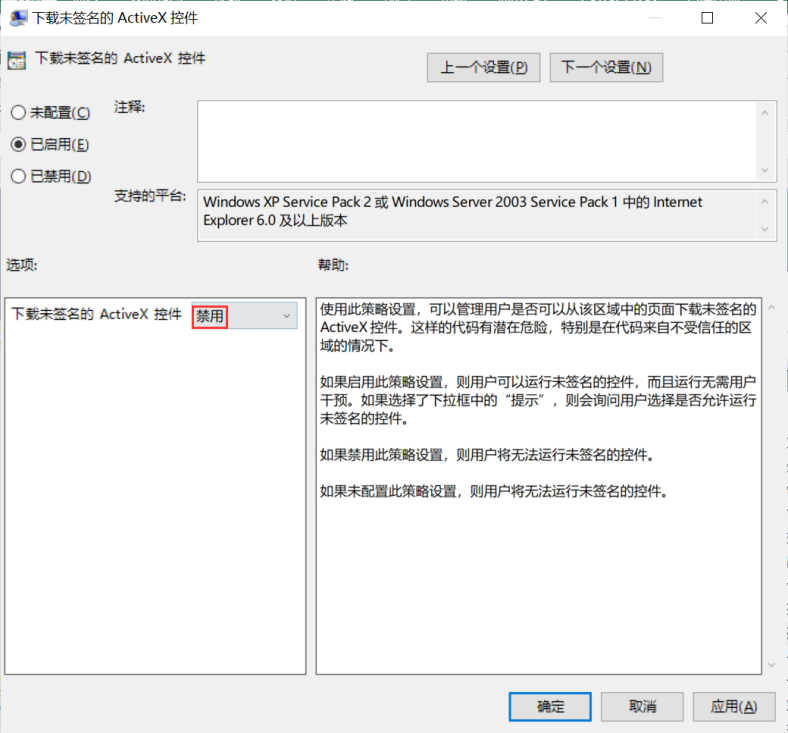 下载未签名的 ActiveX 控件
下载未签名的 ActiveX 控件
上一个设置(P)
下一个设置(N)
未配置(C)
注释:
已启用(E)
已禁用(D)
支持的平台:
Windows XP Service Pack 2 或 Windows Server 2003 Service Pack 1 中的 Internet
Explorer 6.0 及以上版本
选项:
帮助:
下载未签名的 ActiveX 控件
禁用
使用此策略设置，可以管理用户是否可以从该区域中的页面下载未签名的
ActiveX 控件。这样的代码有潜在危险，特别是在代码来自不受信任的区
域的情况下。
如果启用此策略设置，则用户可以运行未签名的控件，而且运行无需用户
干预。如果选择了下拉框中的“提示”，则会询问用户选择是否允许运行
未签名的控件。
如果禁用此策略设置，则用户将无法运行未签名的控件。
如果未配置此策略设置，则用户将无法运行未签名的控件。
确定
取消
应用(A)